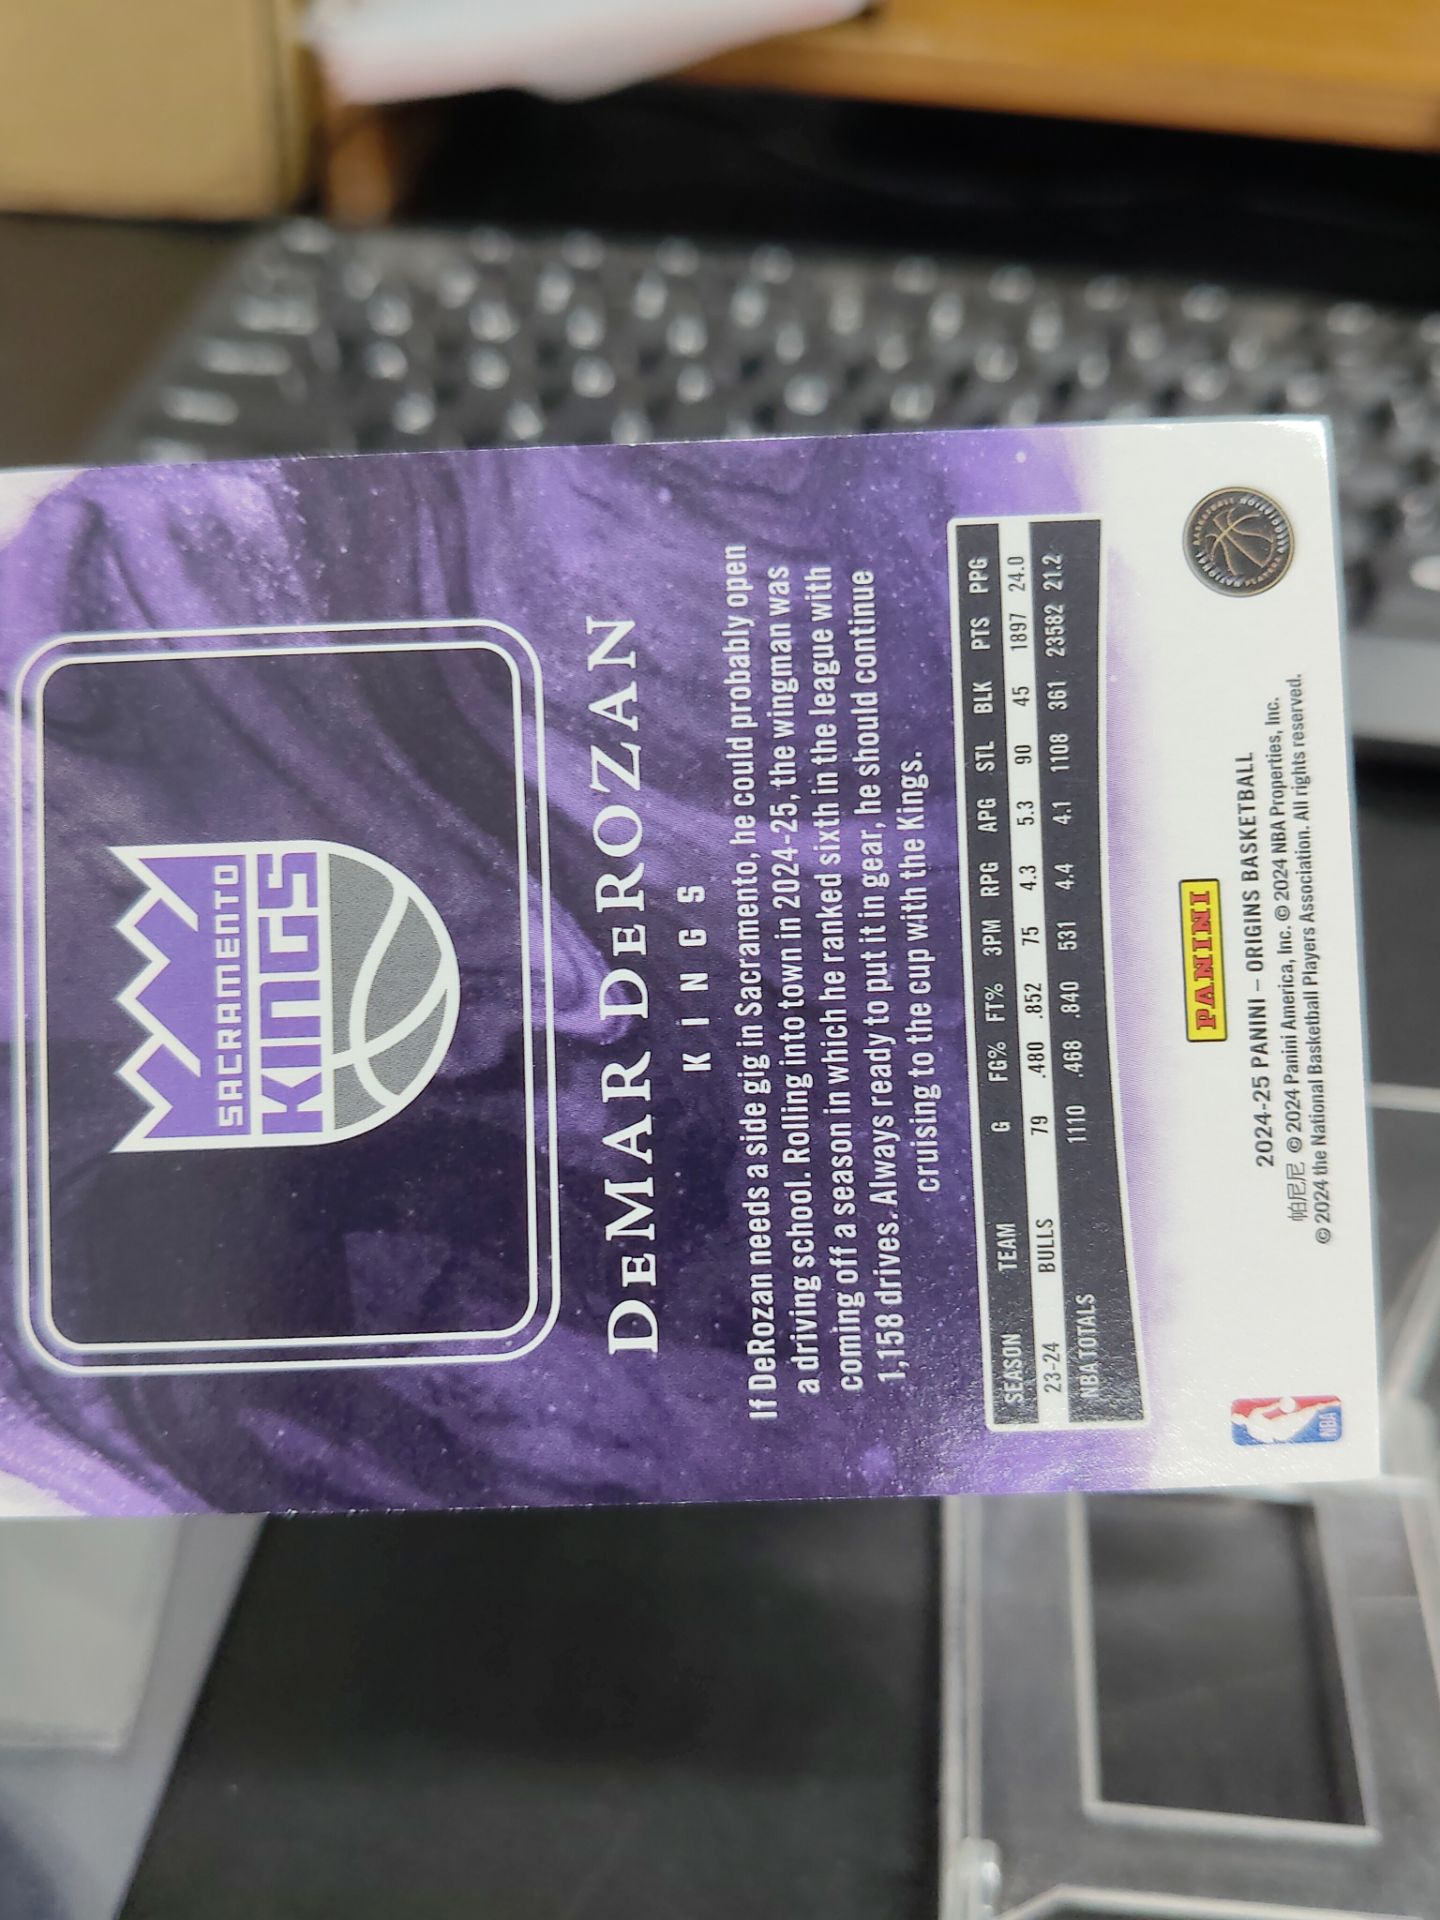 SACRAMENTO
KINGS
DEMAR DEROZAN
KINGS
If DeRozan needs a side gig in Sacramento, he could probably open
a driving school. Rolling into town in 2024-25, the wingman was
coming off a season in which he ranked sixth in the league with
1,158 drives. Always ready to put it in gear, he should continue
cruising to the cup with the Kings.
SEASON TEAM G FG% FT% 3PM RPG APG STL BLK PTS PPG
23-24 BULLS 79 .480 .852 75 4.3 5.3 90 45 1897 24.0
NBA TOTALS 1110 .468 .840 531 4.4 4.1 1108 361 23582 21.2
PANINI
2024-25 PANINI – ORIGINS BASKETBALL
帕尼尼 © 2024 Panini America, Inc. © 2024 NBA Properties, Inc.
© 2024 the National Basketball Players Association. All rights reserved.
NBA
NATIONAL BASKETBALL PLAYERS ASSOCIATION